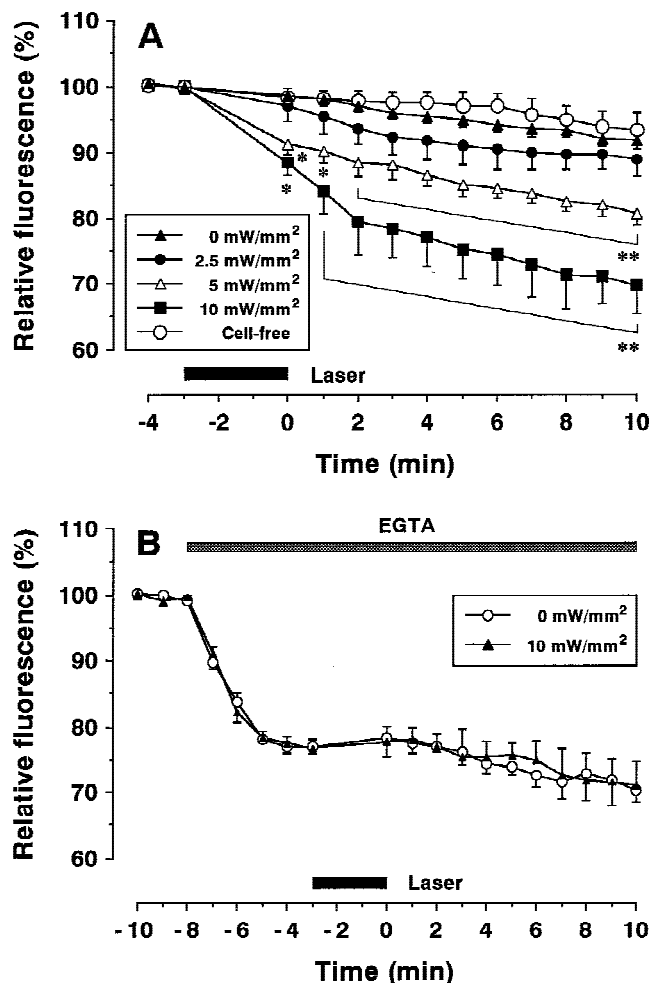 A
Relative fluorescence (%)
110
100
90
80
70
60
*
*
*
**
**
0 mW/mm²
2.5 mW/mm²
5 mW/mm²
10 mW/mm²
Cell-free
Laser
-4 -2 0 2 4 6 8 10
Time (min)
B
Relative fluorescence (%)
110
100
90
80
70
60
EGTA
0 mW/mm²
10 mW/mm²
Laser
-10 -8 -6 -4 -2 0 2 4 6 8 10
Time (min)